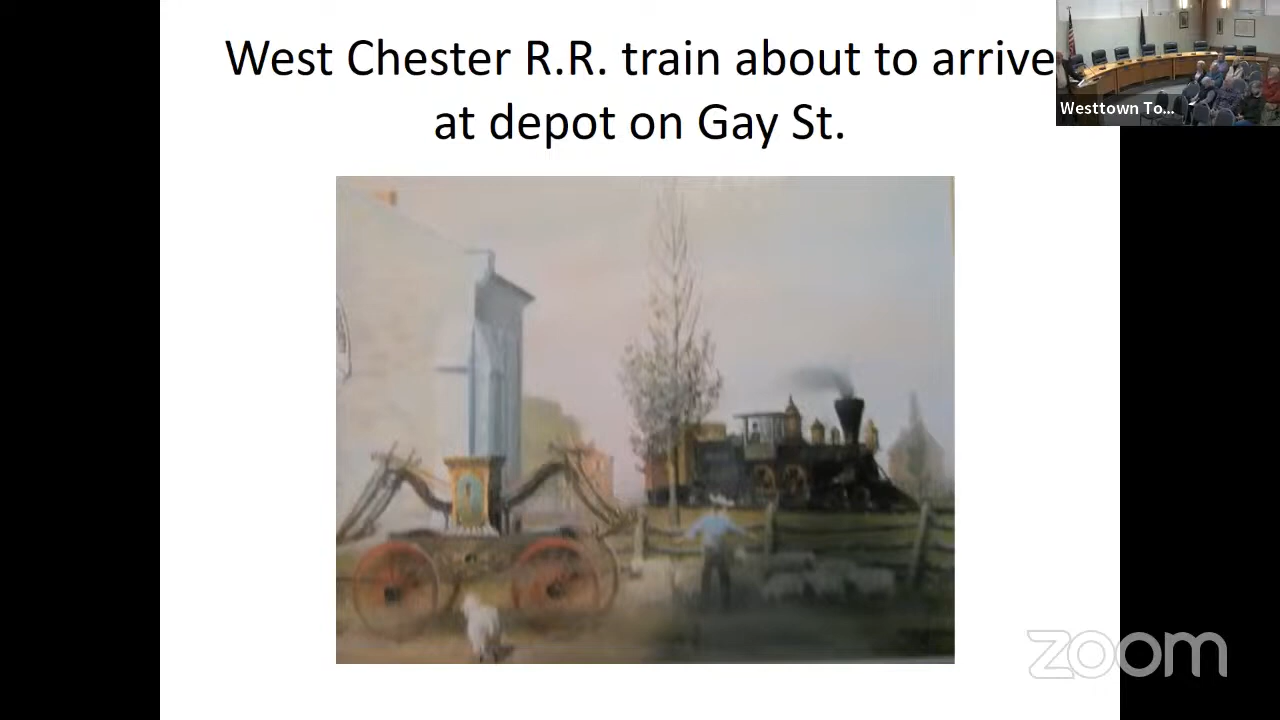 West Chester R.R. train about to arrive
at depot on Gay St.
Westtown To...
zoom